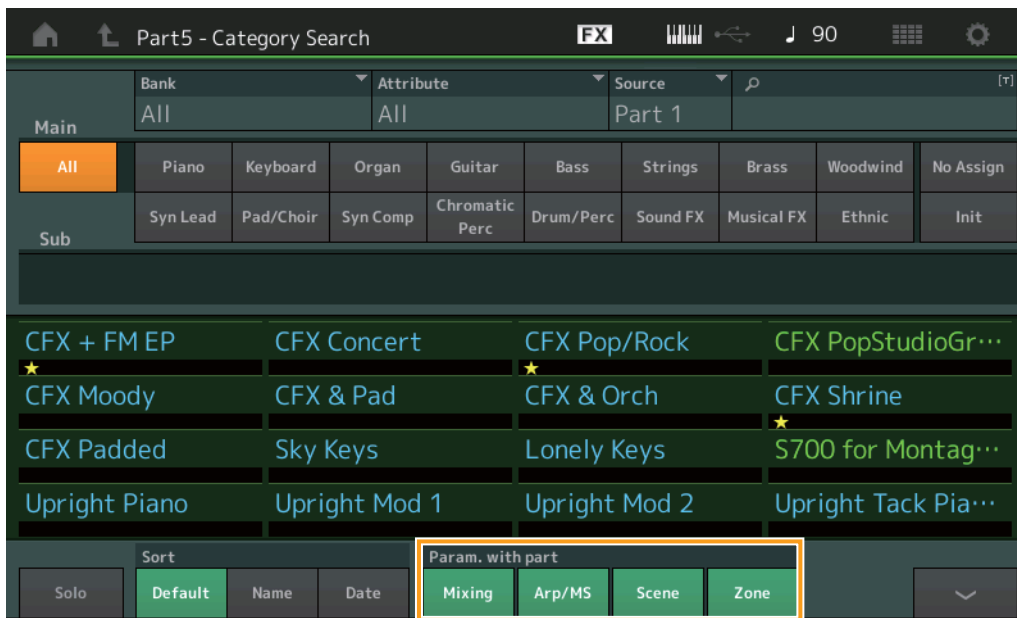 Part5 - Category Search FX 90
Bank Attribute Source [T]
All All Part 1
Main
All Piano Keyboard Organ Guitar Bass Strings Brass Woodwind No Assign
Syn Lead Pad/Choir Syn Comp Chromatic Perc Drum/Perc Sound FX Musical FX Ethnic Init
Sub
CFX + FM EP CFX Concert CFX Pop/Rock CFX PopStudioGr···
CFX Moody CFX & Pad CFX & Orch CFX Shrine
CFX Padded Sky Keys Lonely Keys S700 for Montag···
Upright Piano Upright Mod 1 Upright Mod 2 Upright Tack Pia···
Sort Param. with part
Solo Default Name Date Mixing Arp/MS Scene Zone